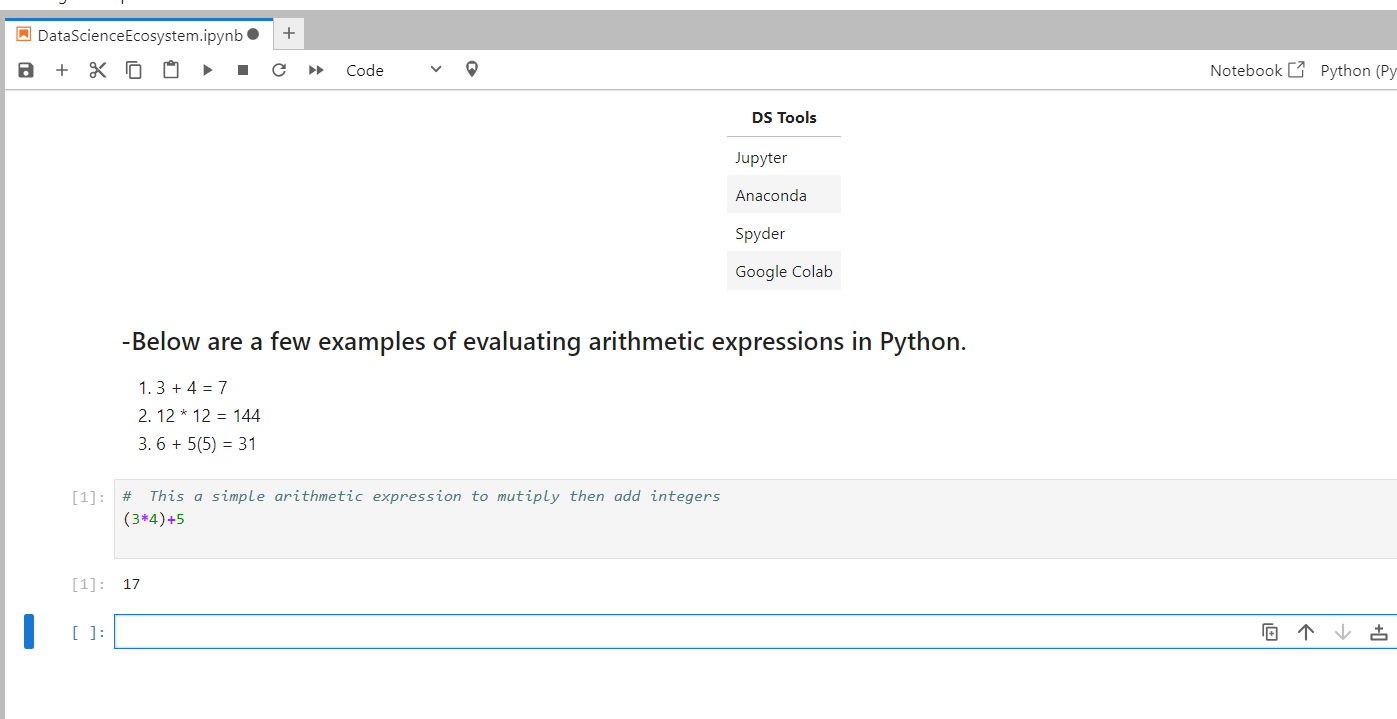 DataScienceEcosystem.ipynb
Code
Notebook
Python (Py
DS Tools
Jupyter
Anaconda
Spyder
Google Colab
-Below are a few examples of evaluating arithmetic expressions in Python.
1. 3 + 4 = 7
2. 12 * 12 = 144
3. 6 + 5(5) = 31
[1]: #  This a simple arithmetic expression to mutiply then add integers
(3*4)+5
[1]: 17
[ ]: